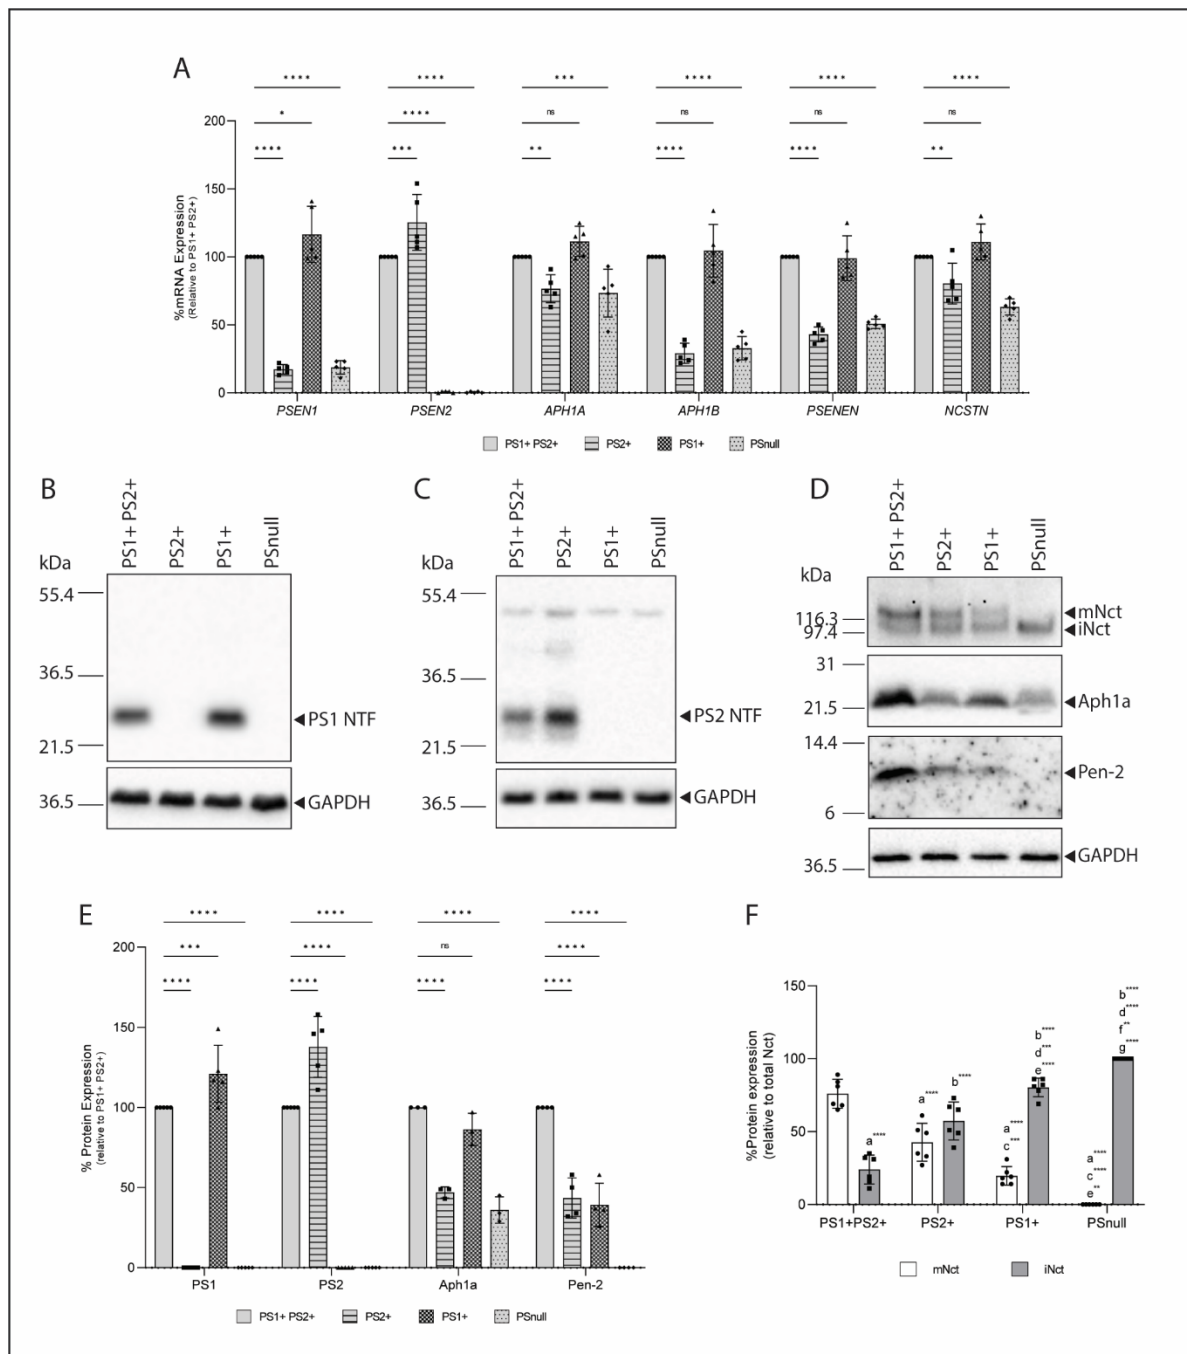 A
**** **** *** **** **** ****
* **** ns ns ns ns
**** *** ** **** **** **
%mRNA Expression
(Relative to PS1+ PS2+)
200
150
100
50
0
PSEN1 PSEN2 APH1A APH1B PSENEN NCSTN
PS1+ PS2+ PS2+ PS1+ PSnull
B
PS1+ PS2+
PS2+
PS1+
PSnull
kDa
55.4
36.5
21.5
PS1 NTF
36.5
GAPDH
C
PS1+ PS2+
PS2+
PS1+
PSnull
kDa
55.4
36.5
21.5
PS2 NTF
36.5
GAPDH
D
PS1+ PS2+
PS2+
PS1+
PSnull
kDa
116.3
97.4
mNct
iNct
31
21.5
Aph1a
14.4
6
Pen-2
36.5
GAPDH
E
**** **** **** ****
*** **** ns ****
**** **** **** ****
% Protein Expression
(relative to PS1+ PS2+)
200
150
100
50
0
PS1 PS2 Aph1a Pen-2
PS1+ PS2+ PS2+ PS1+ PSnull
F
%Protein expression
(relative to total Nct)
150
100
50
0
a****
a****
b****
a****
c***
b****
d***
e****
a****
c****
e**
b****
d****
f**
g****
PS1+PS2+ PS2+ PS1+ PSnull
mNct iNct